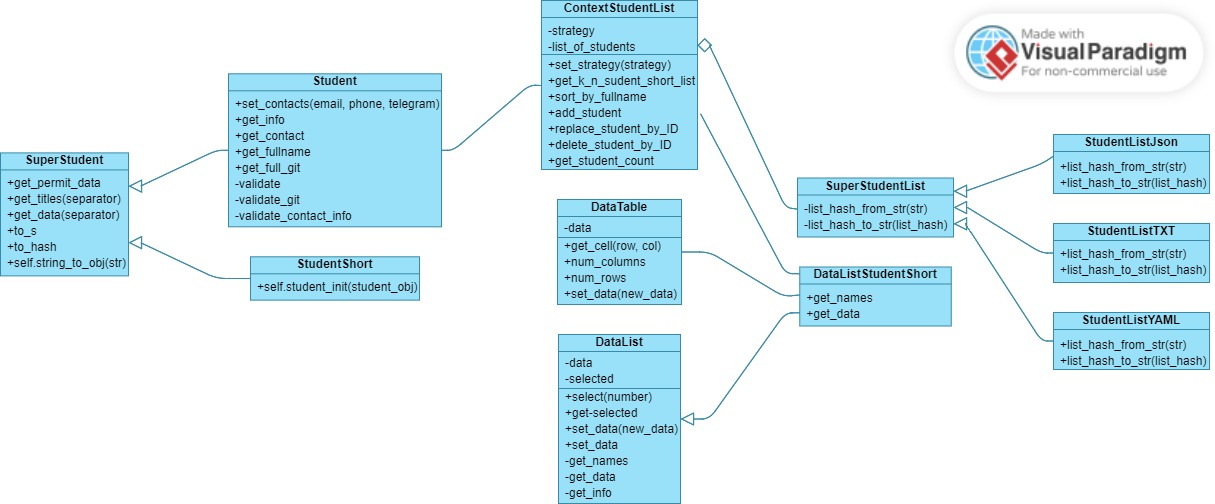 ContextStudentList
-strategy
-list_of_students
+set_strategy(strategy)
+get_k_n_sudent_short_list
+sort_by_fullname
+add_student
+replace_student_by_ID
+delete_student_by_ID
+get_student_count
Made with
VisualParadigm
For non-commercial use
Student
+set_contacts(email, phone, telegram)
+get_info
+get_contact
+get_fullname
+get_full_git
-validate
-validate_git
-validate_contact_info
SuperStudent
+get_permit_data
+get_titles(separator)
+get_data(separator)
+to_s
+to_hash
+self.string_to_obj(str)
StudentShort
+self.student_init(student_obj)
DataTable
-data
+get_cell(row, col)
+num_columns
+num_rows
+set_data(new_data)
DataList
-data
-selected
+select(number)
+get-selected
+set_data(new_data)
+set_data
-get_names
-get_data
-get_info
SuperStudentList
-list_hash_from_str(str)
-list_hash_to_str(list_hash)
DataListStudentShort
+get_names
+get_data
StudentListJson
+list_hash_from_str(str)
+list_hash_to_str(list_hash)
StudentListTXT
+list_hash_from_str(str)
+list_hash_to_str(list_hash)
StudentListYAML
+list_hash_from_str(str)
+list_hash_to_str(list_hash)